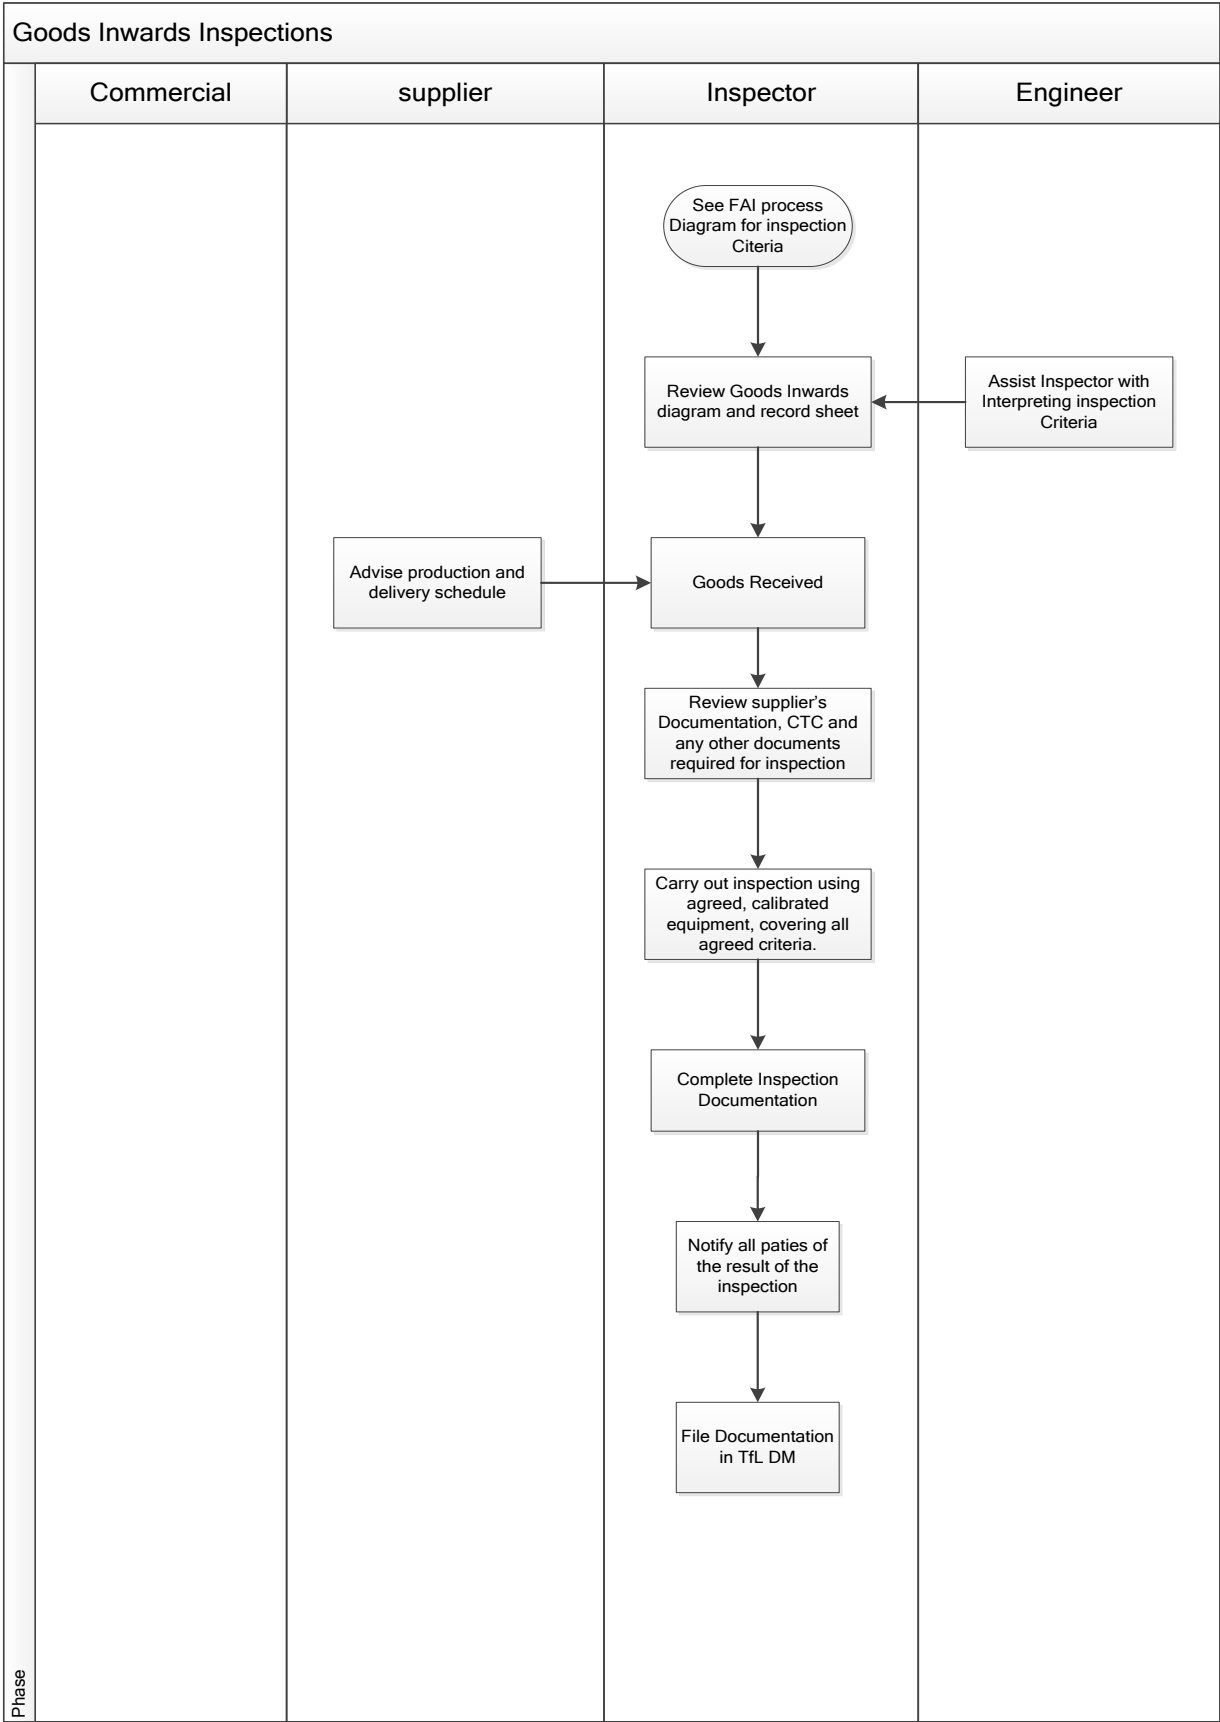 Goods Inwards Inspections
Commercial
supplier
Inspector
Engineer
See FAI process
Diagram for inspection
Citeria
Review Goods Inwards
diagram and record sheet
Assist Inspector with
Interpreting inspection
Criteria
Advise production and
delivery schedule
Goods Received
Review supplier's
Documentation, CTC and
any other documents
required for inspection
Carry out inspection using
agreed, calibrated
equipment, covering all
agreed criteria.
Complete Inspection
Documentation
Notify all paties of
the result of the
inspection
File Documentation
in TfL DM
Phase